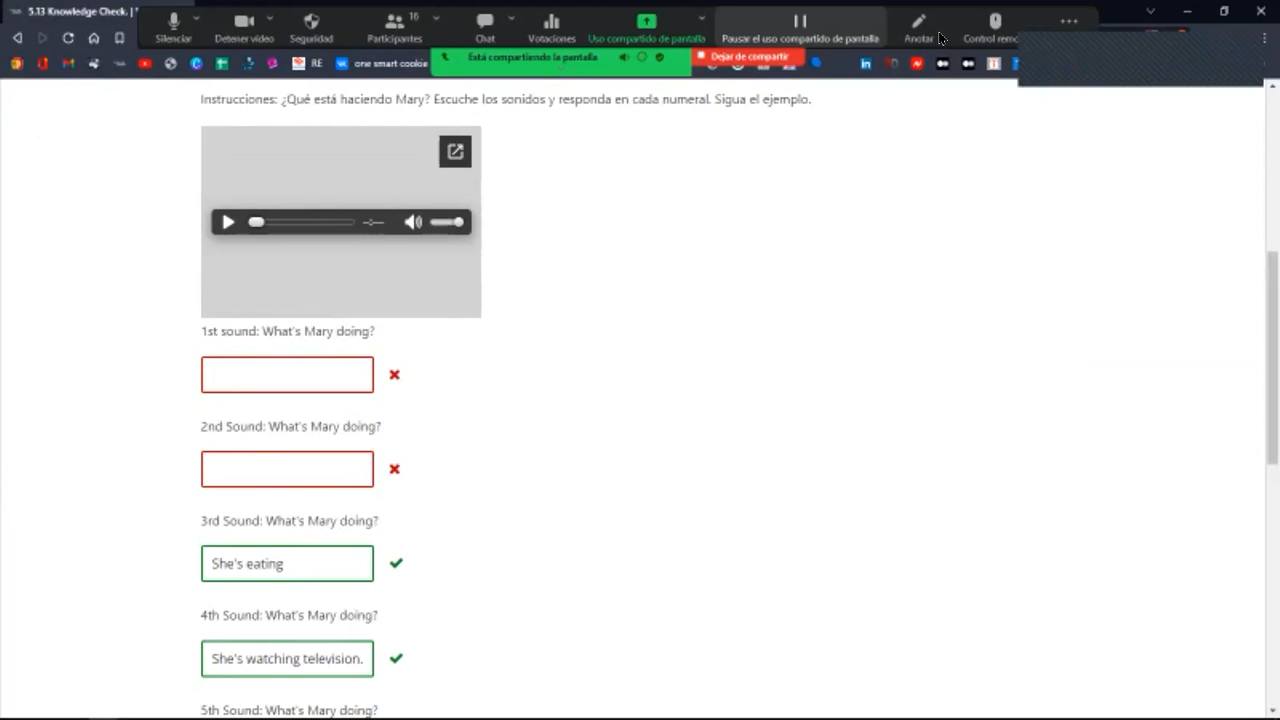 5.13 Knowledge Check. |
Silenciar
Detener video
Seguridad
16
Participantes
Chat
Votaciones
Uso compartido de pantalla
Pausar el uso compartido de pantalla
Anotar
Control remo
RE
one smart cookie
Está compartiendo la pantalla
Dejar de compartir
Instrucciones: ¿Qué está haciendo Mary? Escuche los sonidos y responda en cada numeral. Sigua el ejemplo.
1st sound: What's Mary doing?
2nd Sound: What's Mary doing?
3rd Sound: What's Mary doing?
She's eating
4th Sound: What's Mary doing?
She's watching television.
5th Sound: What's Mary doing?